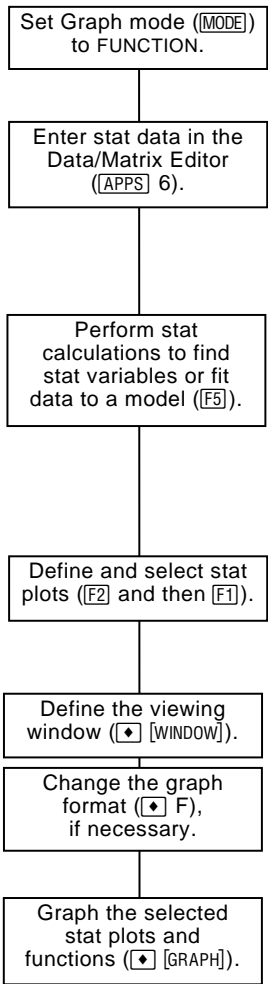 Set Graph mode (MODE)
to FUNCTION.
Enter stat data in the
Data/Matrix Editor
(APPS 6).
Perform stat
calculations to find
stat variables or fit
data to a model (F5).
Define and select stat
plots (F2 and then F1).
Define the viewing
window (♦ [WINDOW]).
Change the graph
format (♦ F),
if necessary.
Graph the selected
stat plots and
functions (♦ [GRAPH]).